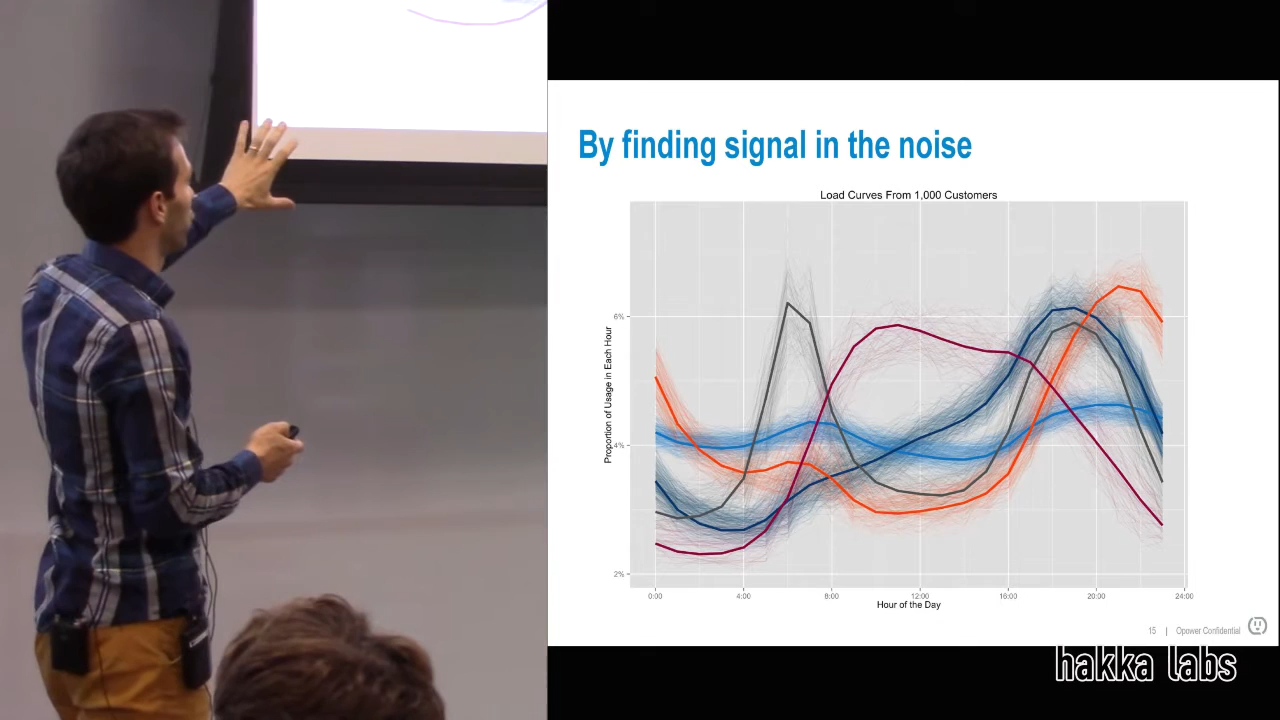 By finding signal in the noise
Load Curves From 1,000 Customers
Proportion of Usage in Each Hour
6%
4%
2%
0:00 4:00 8:00 12:00 16:00 20:00 24:00
Hour of the Day
15 | Opower Confidential
hakka labs